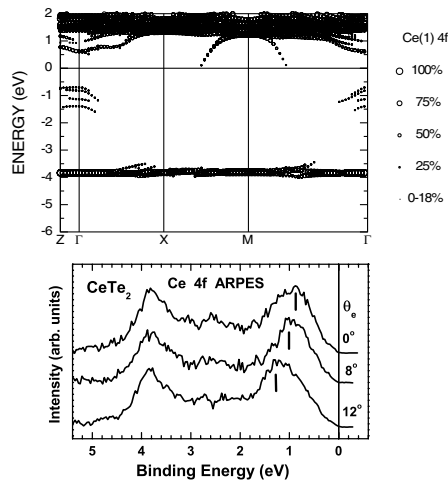 2
1
0
-1
-2
-3
-4
-5
-6
ENERGY (eV)
Z Γ X M Γ
Ce(1) 4f
100%
75%
50%
25%
0-18%
CeTe2 Ce 4f ARPES
θe
0°
8°
12°
Intensity (arb. units)
5 4 3 2 1 0
Binding Energy (eV)